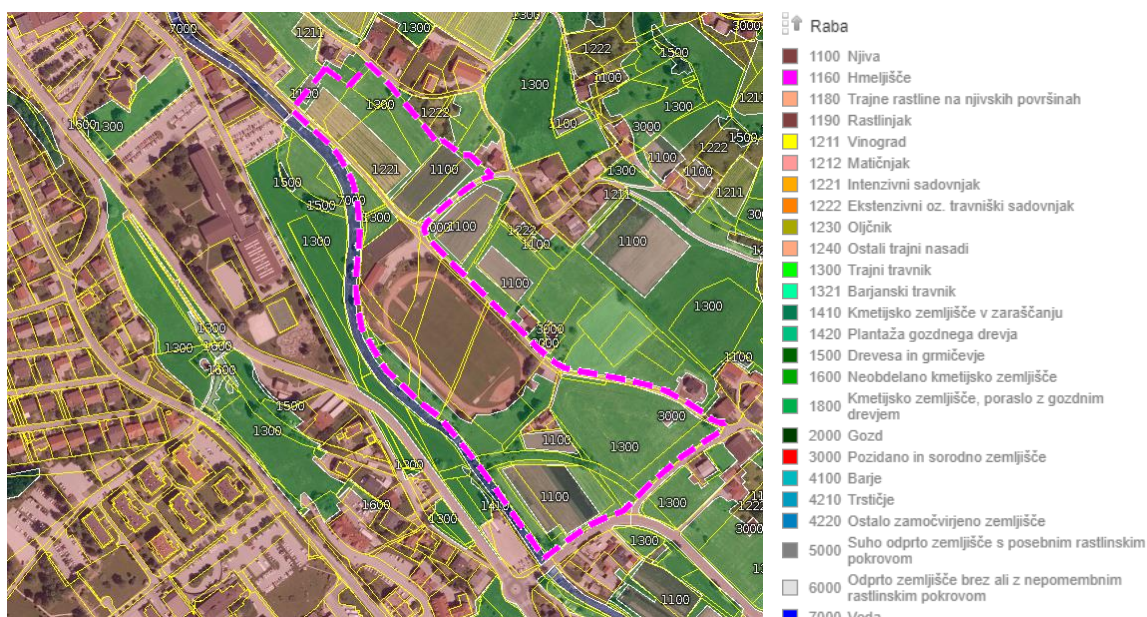 Raba
1100 Njiva
1160 Hmeljišče
1180 Trajne rastline na njivskih površinah
1190 Rastlinjak
1211 Vinograd
1212 Matičnjak
1221 Intenzivni sadovnjak
1222 Ekstenzivni oz. travniški sadovnjak
1230 Oljčnik
1240 Ostali trajni nasadi
1300 Trajni travnik
1321 Barjanski travnik
1410 Kmetijsko zemljišče v zaraščanju
1420 Plantaža gozdnega drevja
1500 Drevesa in grmičevje
1600 Neobdelano kmetijsko zemljišče
1800 Kmetijsko zemljišče, poraslo z gozdnim
drevjem
2000 Gozd
3000 Pozidano in sorodno zemljišče
4100 Barje
4210 Trstičje
4220 Ostalo zamočvirjeno zemljišče
5000 Suho odprto zemljišče s posebnim rastlinskim
pokrovom
6000 Odprto zemljišče brez ali z nepomembnim
rastlinskim pokrovom
7000 Voda
7000
1300
1300
1211
1222
1500
1100
1300
1300
1222
1300
1100
1500
1300
1100
3000
1222
1221
1100
1100
1100
1500
1500
7000
1300
1300
1211
1100
1222
1100
1100
1100
1300
1300
3000
1300
1300
1500
1300
1100
3000
1300
1100
1300
1410
1600
1300
1300
1300
1222
3000
1100